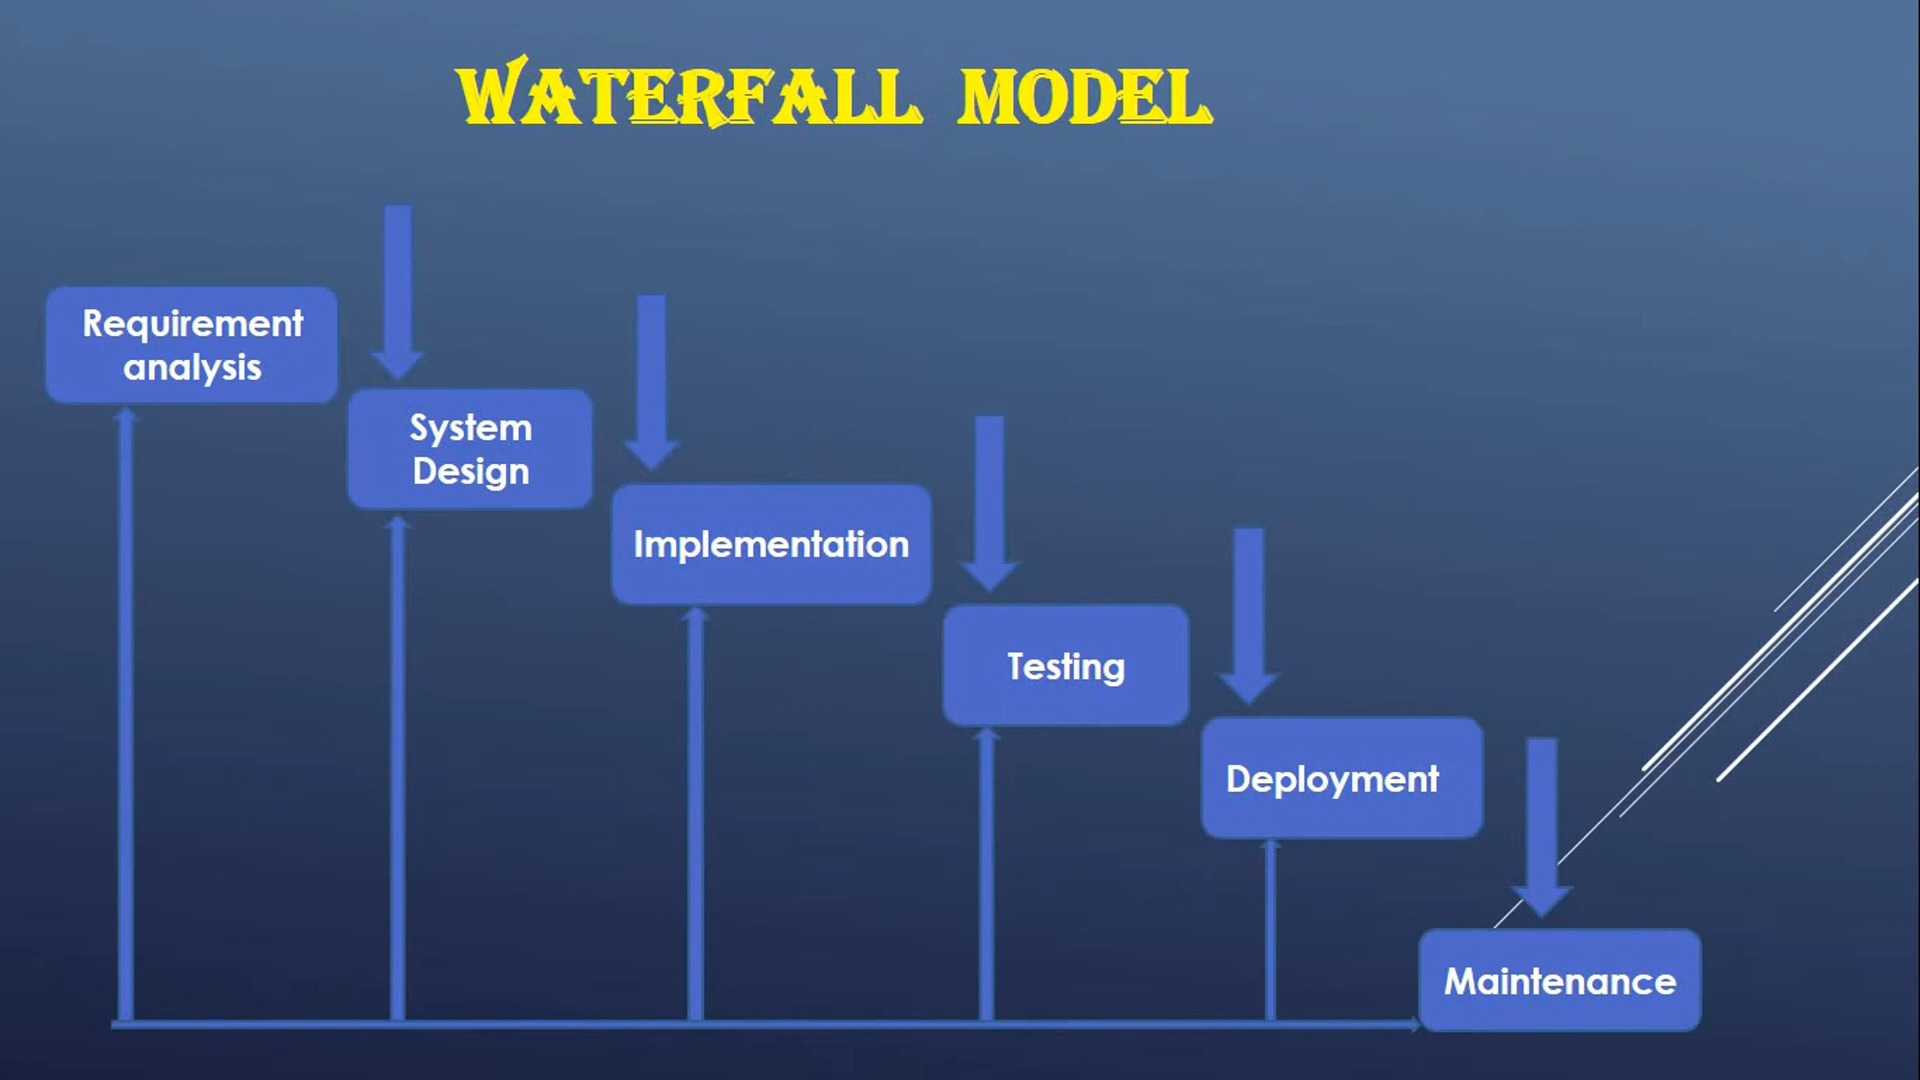 WATERFALL MODEL
Requirement
analysis
System
Design
Implementation
Testing
Deployment
Maintenance